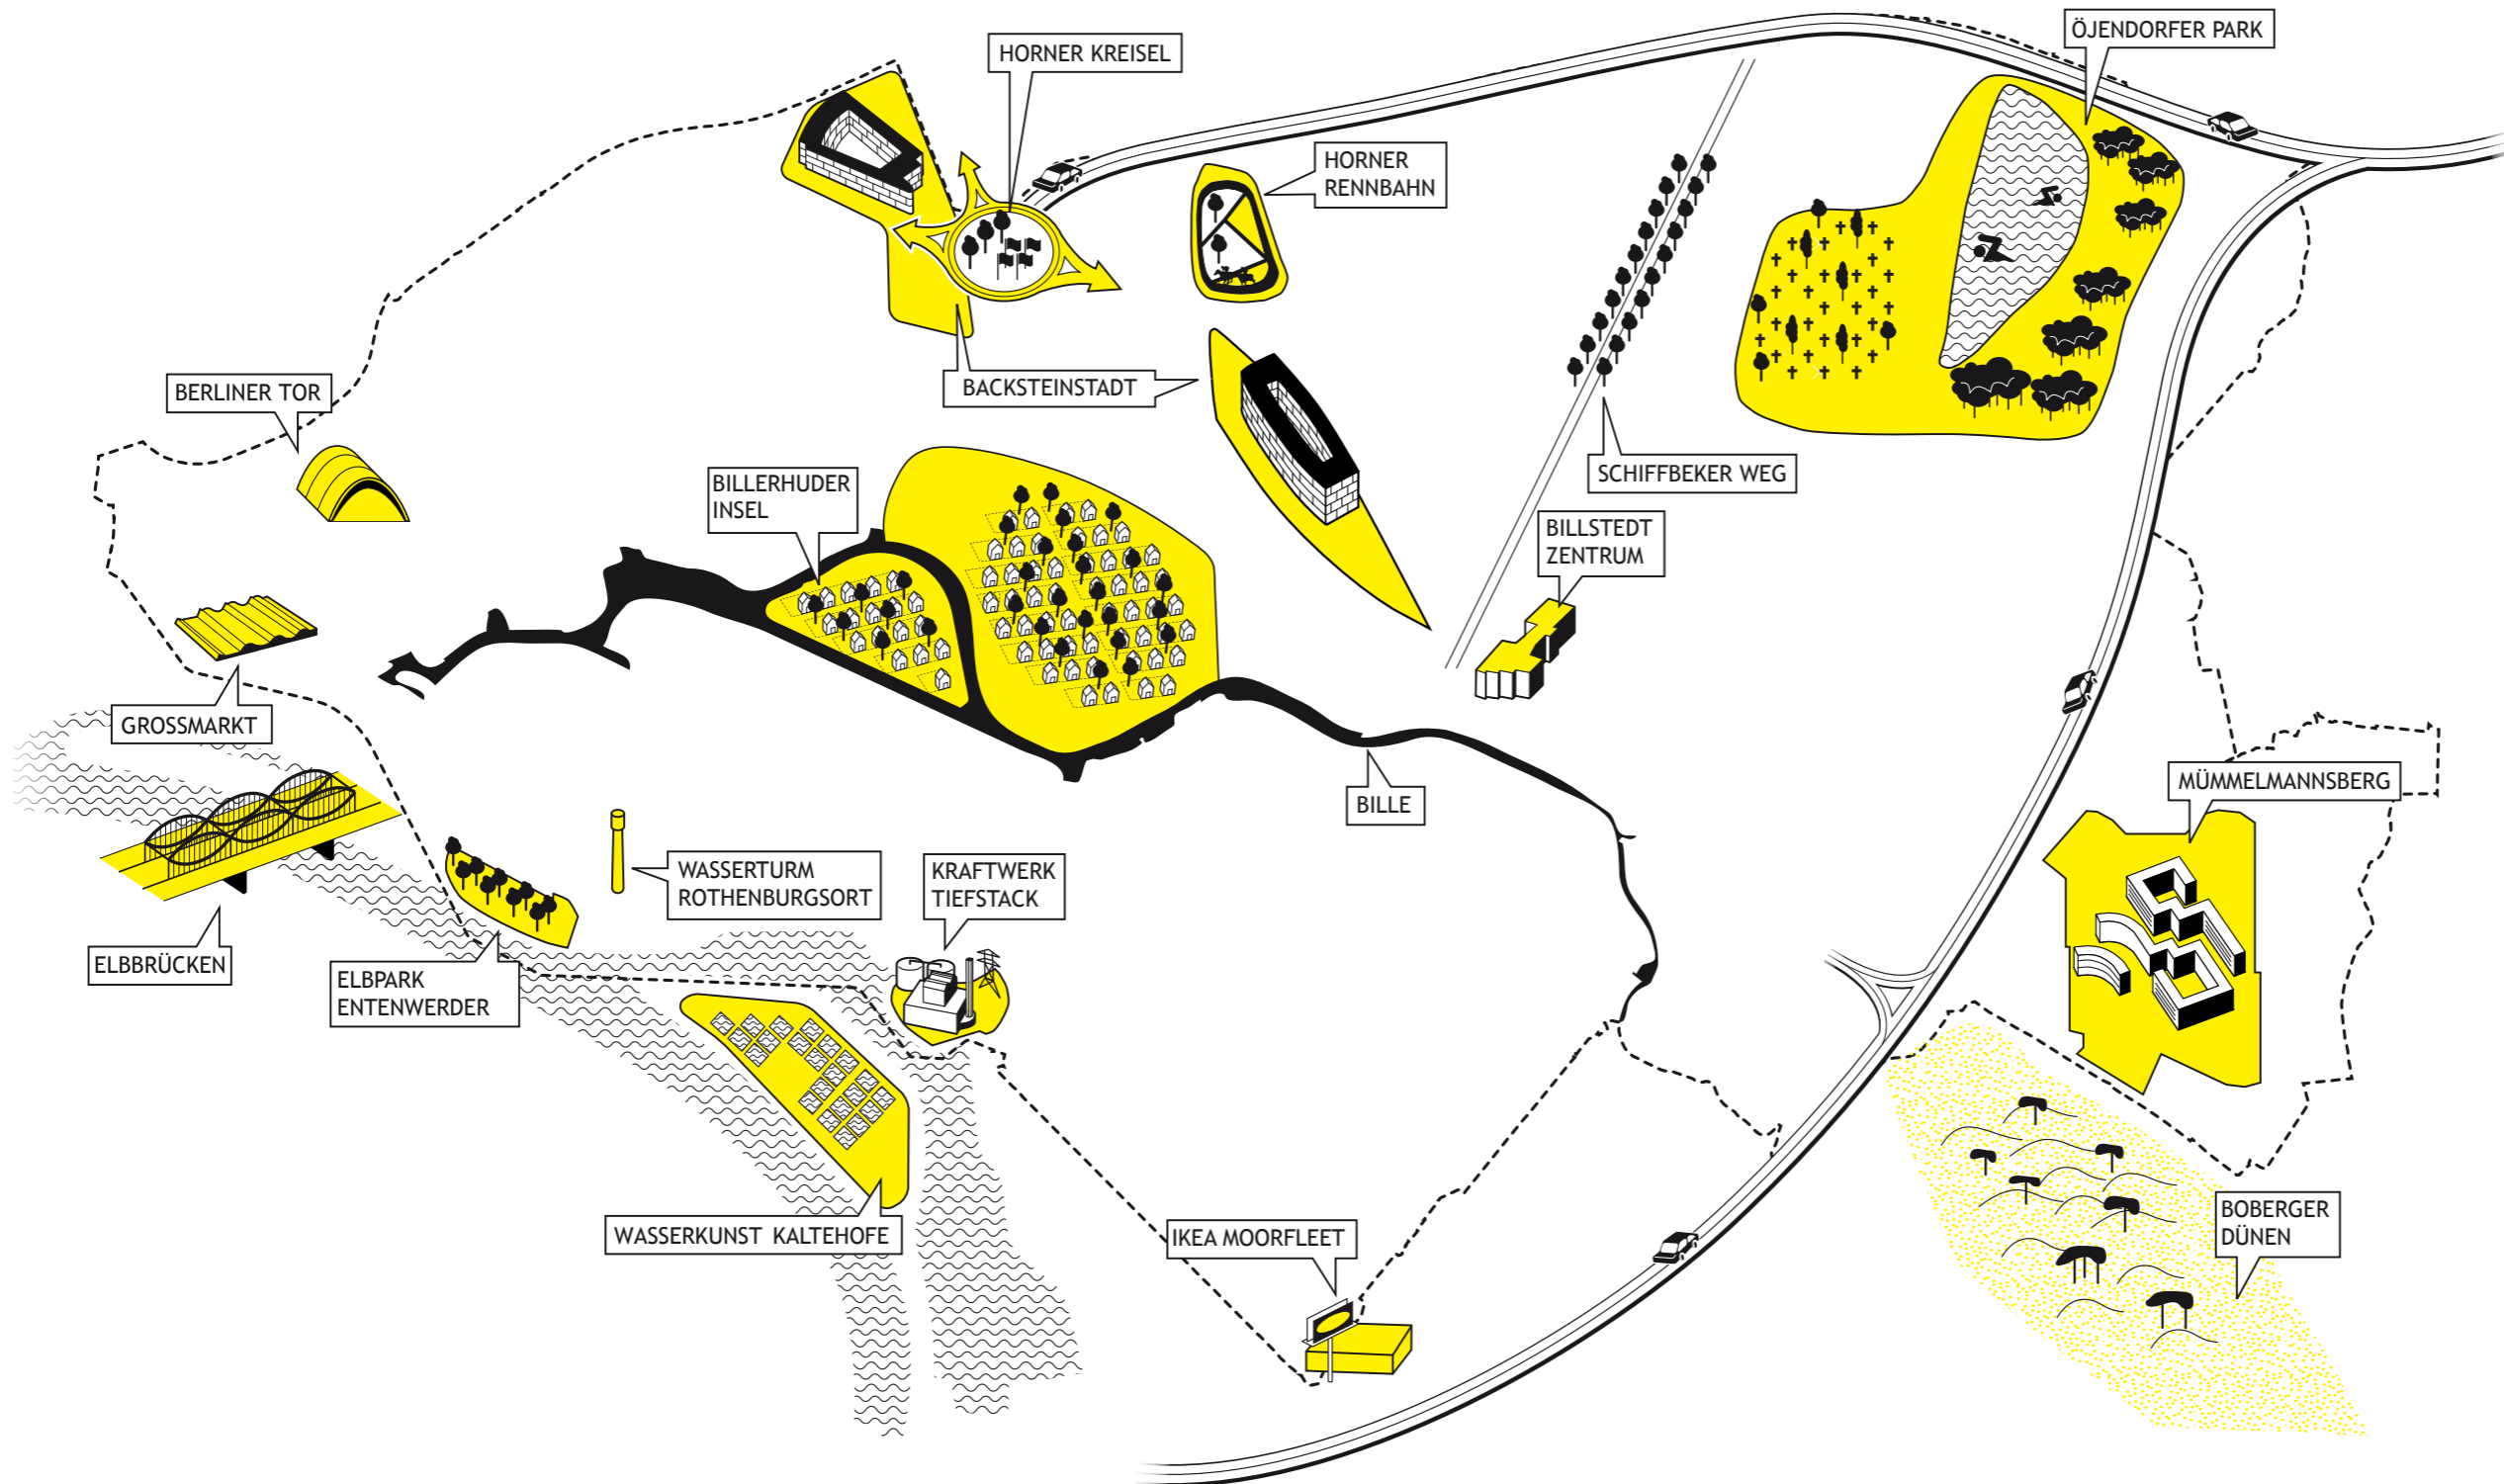 ÖJENDORFER PARK
HORNER KREISEL
HORNER
RENNBAHN
BERLINER TOR
BACKSTEINSTADT
BILLERHUDER
INSEL
SCHIFFBEKER WEG
BILLSTEDT
ZENTRUM
GROSSMARKT
BILLE
MÜMMELMANNSBERG
WASSERTURM
ROTHENBURGSORT
KRAFTWERK
TIEFSTACK
ELBBRÜCKEN
ELBPARK
ENTENWERDER
WASSERKUNST KALTEHOFE
IKEA MOORFLEET
BOBERGER
DÜNEN